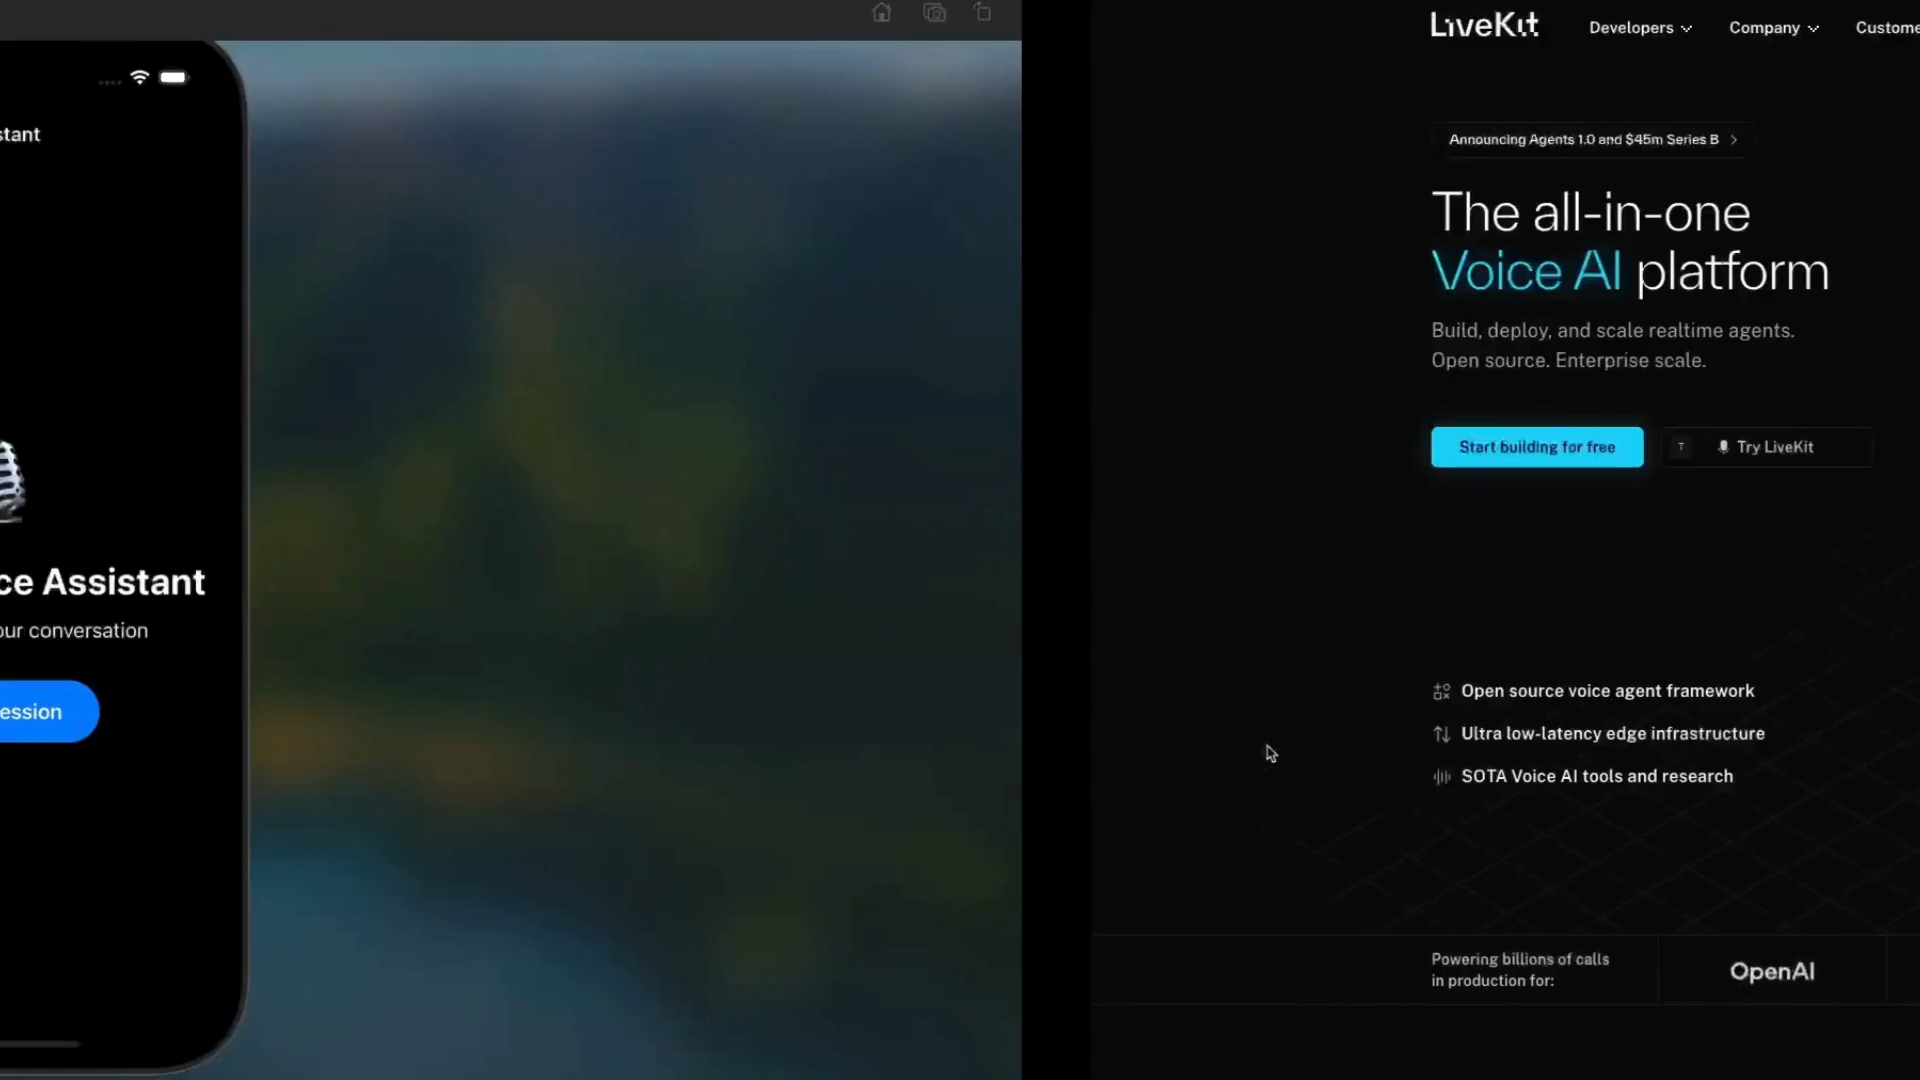 stant
ce Assistant
our conversation
ession
LiveKit
Developers
Company
Custome
Announcing Agents 1.0 and $45m Series B
The all-in-one
Voice AI platform
Build, deploy, and scale realtime agents.
Open source. Enterprise scale.
Start building for free
T
Try LiveKit
Open source voice agent framework
Ultra low-latency edge infrastructure
SOTA Voice AI tools and research
Powering billions of calls
in production for:
OpenAI